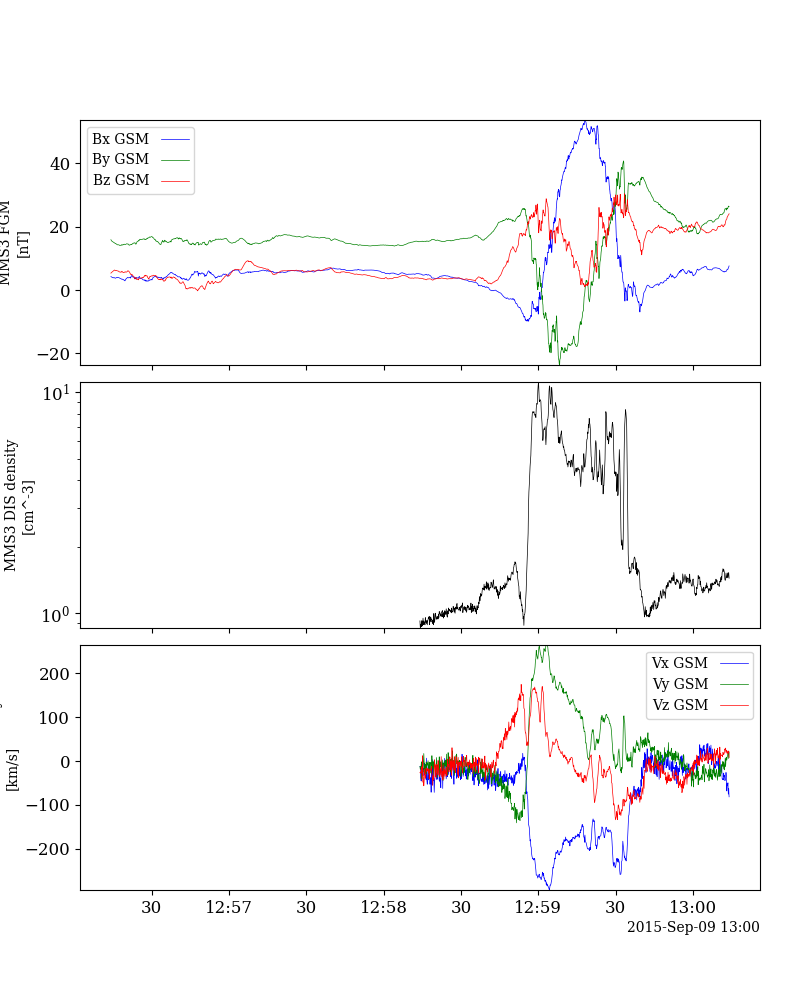 Bx GSM
By GSM
Bz GSM
40
20
0
−20
MMS3 FGM
[nT]
10^1
10^0
MMS3 DIS density
[cm^-3]
Vx GSM
Vy GSM
Vz GSM
200
100
0
−100
−200
[km/s]
30
12:57
30
12:58
30
12:59
30
13:00
2015-Sep-09 13:00